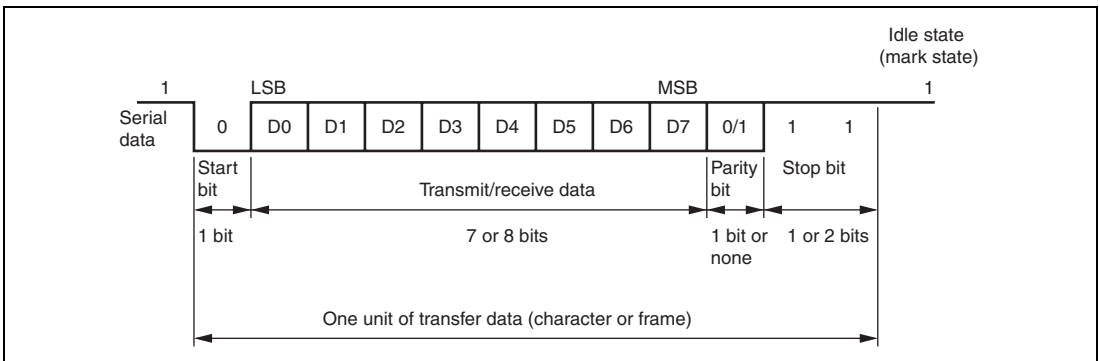 Idle state
(mark state)
1 LSB MSB 1
Serial
data
0 D0 D1 D2 D3 D4 D5 D6 D7 0/1 1 1
Start
bit
Transmit/receive data
Parity
bit
Stop bit
1 bit
7 or 8 bits
1 bit or
none
1 or 2 bits
One unit of transfer data (character or frame)